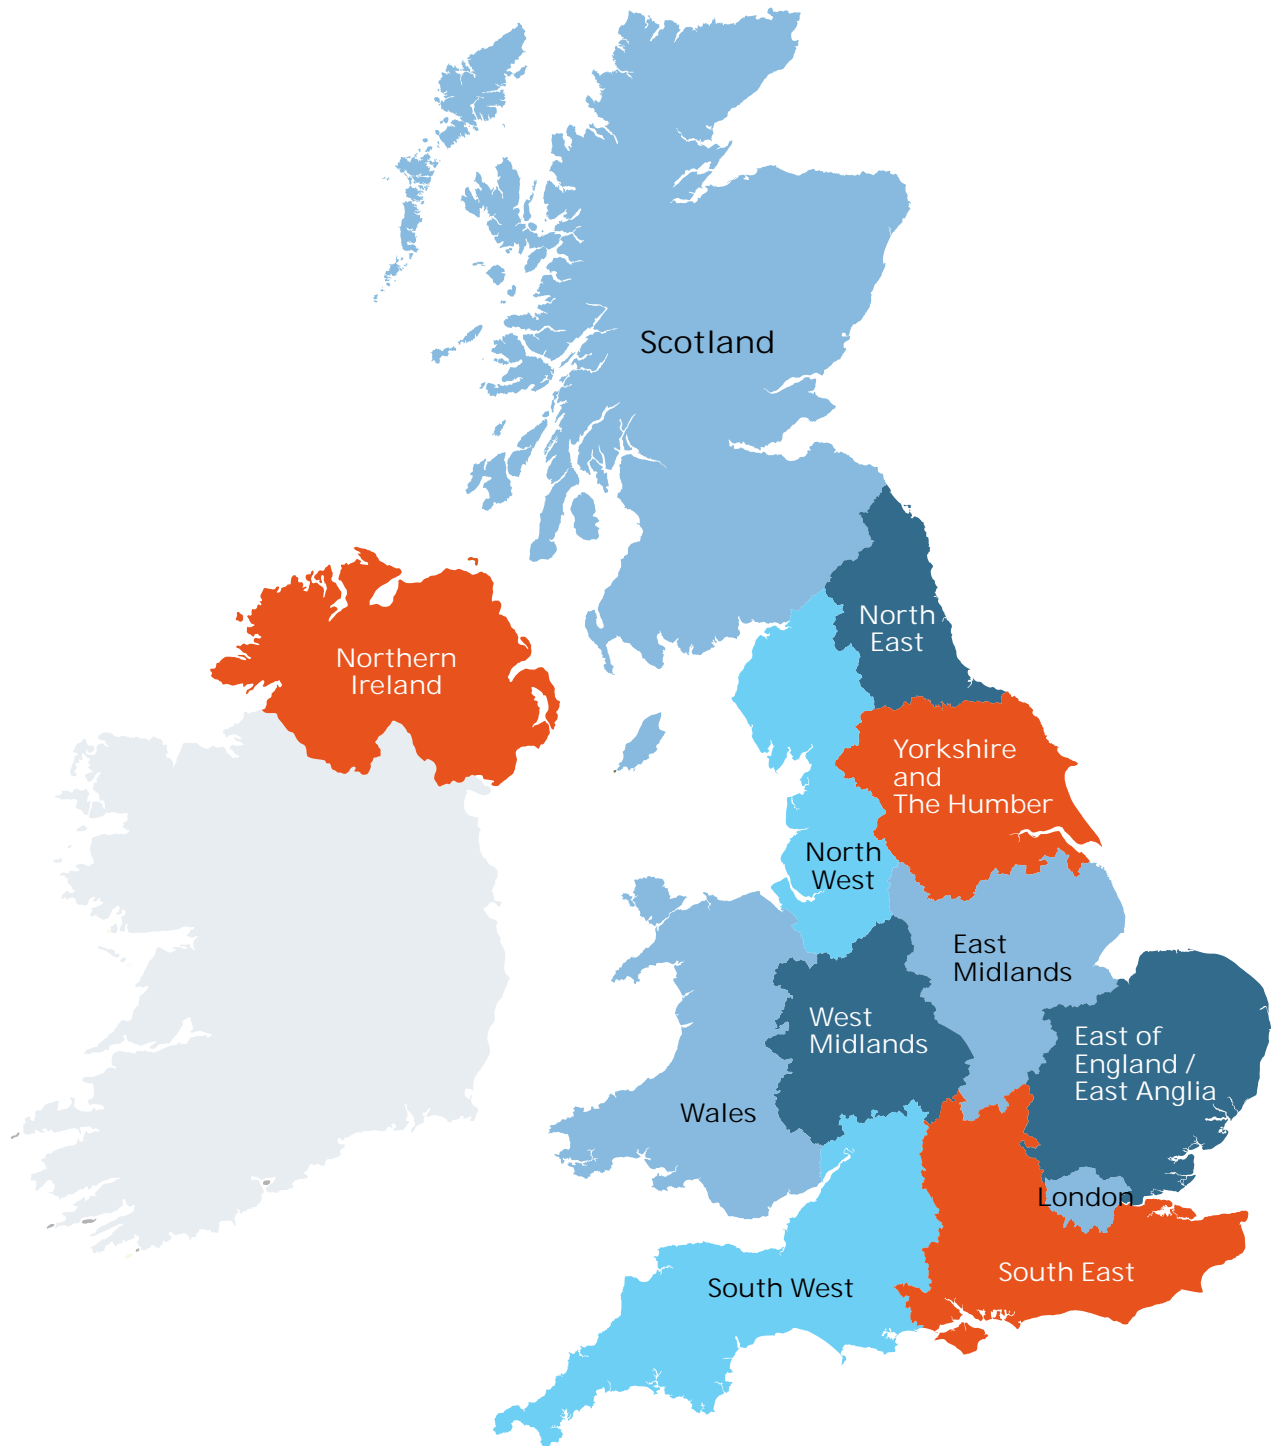 Scotland
North
East
Northern
Ireland
Yorkshire
and
The Humber
North
West
East
Midlands
West
Midlands
East of
England /
East Anglia
Wales
London
South East
South West